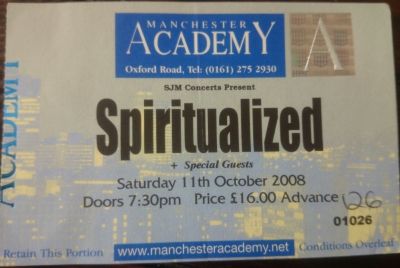 MANCHESTER
ACADEMY
Oxford Road, Tel: (0161) 275 2930
A
SJM Concerts Present
Spiritualized
+ Special Guests
Saturday 11th October 2008
Doors 7:30pm Price £16.00 Advance
126
01026
ACADEMY
Retain This Portion
www.manchesteracademy.net
Conditions Overleaf